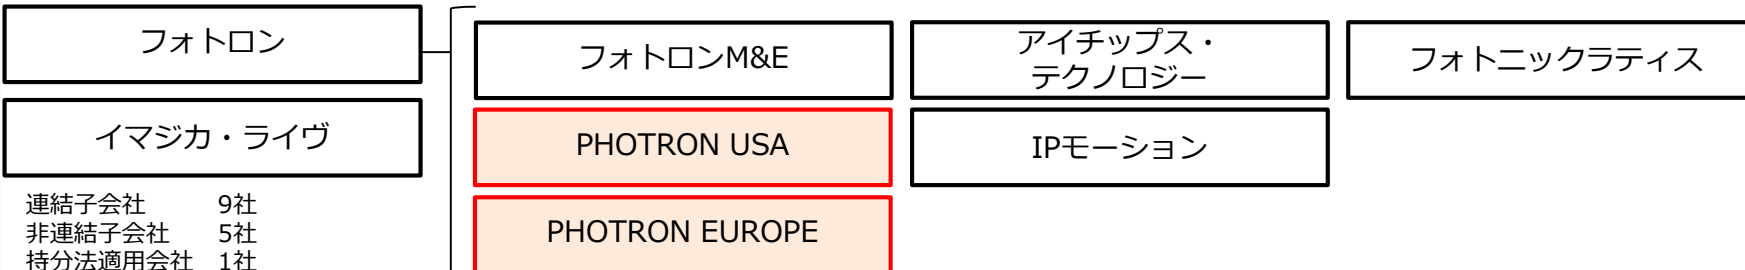 フォトロン
イマジカ・ライヴ
連結子会社 9社
非連結子会社 5社
持分法適用会社 1社
フォトロンM&E
アイチップス・
テクノロジー
フォトニックラティス
PHOTRON USA
IPモーション
PHOTRON EUROPE